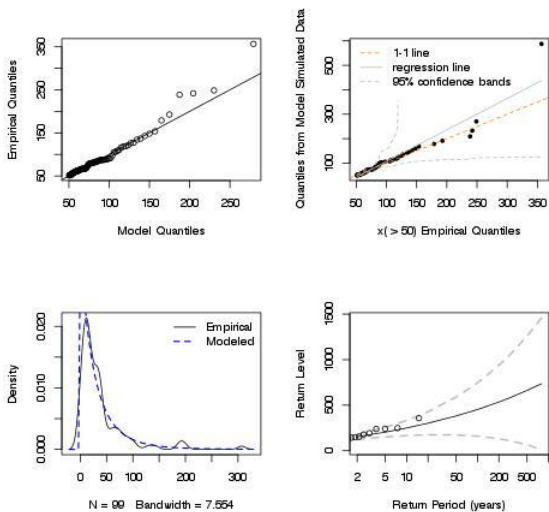 350
250
150
50
Empirical Quantiles
50
100
150
200
250
Model Quantiles
1-1 line
regression line
95% confidence bands
100
300
500
Quantiles from Model Simulated Data
50
100
150
200
250
300
350
x( > 50) Empirical Quantiles
Empirical
Modeled
0.020
0.010
0.000
Density
0
50
100
200
300
N = 99 Bandwidth = 7.554
1500
1000
500
0
Return Level
2
5
10
50
100
500
Return Period (years)